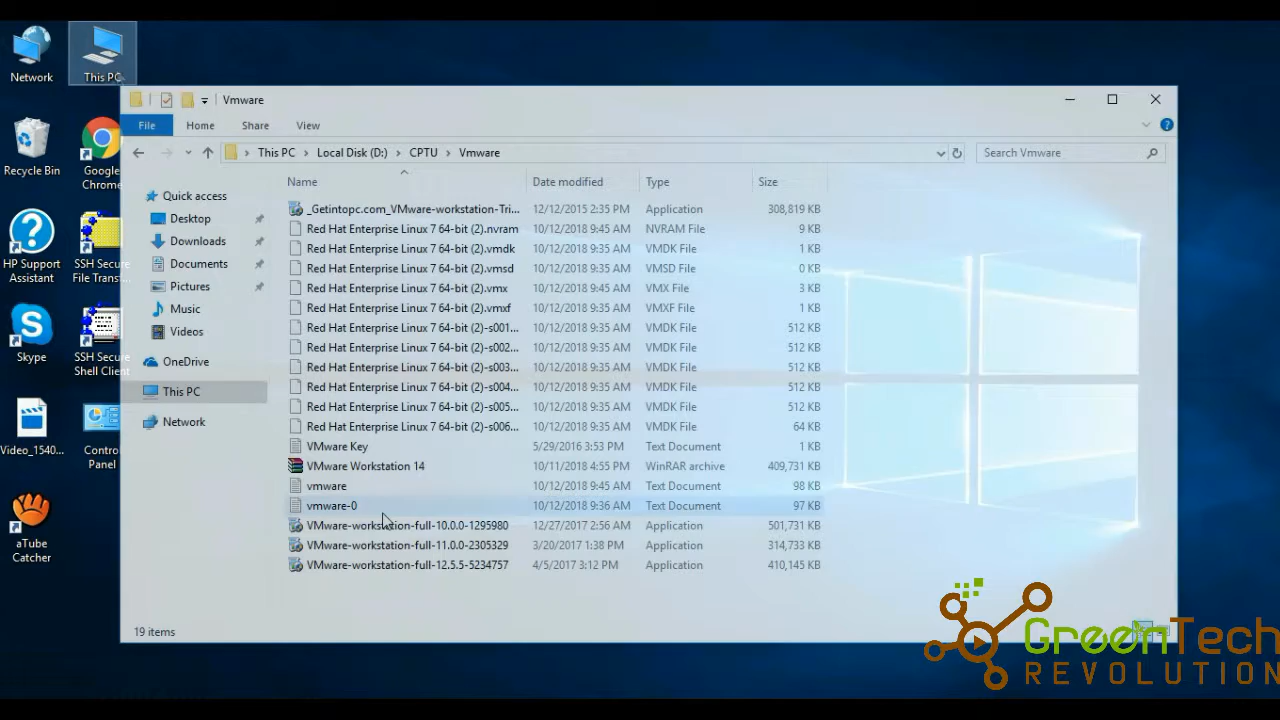 Network
This PC
Recycle Bin
Google
Chrome
HP Support
Assistant
SSH Secure
File Trans...
Skype
SSH Secure
Shell Client
Video_1540...
Control
Panel
aTube
Catcher
Vmware
File
Home
Share
View
This PC > Local Disk (D:) > CPTU > Vmware
Search Vmware
Name Date modified Type Size
Quick access
Desktop
Downloads
Documents
Pictures
Music
Videos
OneDrive
This PC
Network
_Getintopc.com_VMware-workstation-Tri... 12/12/2015 2:35 PM Application 308,819 KB
Red Hat Enterprise Linux 7 64-bit (2).nvram 10/12/2018 9:45 AM NVRAM File 9 KB
Red Hat Enterprise Linux 7 64-bit (2).vmdk 10/12/2018 9:45 AM VMDK File 1 KB
Red Hat Enterprise Linux 7 64-bit (2).vmsd 10/12/2018 9:35 AM VMSD File 0 KB
Red Hat Enterprise Linux 7 64-bit (2).vmx 10/12/2018 9:45 AM VMX File 3 KB
Red Hat Enterprise Linux 7 64-bit (2).vmxf 10/12/2018 9:35 AM VMXF File 1 KB
Red Hat Enterprise Linux 7 64-bit (2)-s001... 10/12/2018 9:35 AM VMDK File 512 KB
Red Hat Enterprise Linux 7 64-bit (2)-s002... 10/12/2018 9:35 AM VMDK File 512 KB
Red Hat Enterprise Linux 7 64-bit (2)-s003... 10/12/2018 9:35 AM VMDK File 512 KB
Red Hat Enterprise Linux 7 64-bit (2)-s004... 10/12/2018 9:35 AM VMDK File 512 KB
Red Hat Enterprise Linux 7 64-bit (2)-s005... 10/12/2018 9:35 AM VMDK File 512 KB
Red Hat Enterprise Linux 7 64-bit (2)-s006... 10/12/2018 9:35 AM VMDK File 64 KB
VMware Key 5/29/2016 3:53 PM Text Document 1 KB
VMware Workstation 14 10/11/2018 4:55 PM WinRAR archive 409,731 KB
vmware 10/12/2018 9:45 AM Text Document 98 KB
vmware-0 10/12/2018 9:36 AM Text Document 97 KB
VMware-workstation-full-10.0.0-1295980 12/27/2017 2:56 AM Application 501,731 KB
VMware-workstation-full-11.0.0-2305329 3/20/2017 1:38 PM Application 314,733 KB
VMware-workstation-full-12.5.5-5234757 4/5/2017 3:12 PM Application 410,145 KB
19 items
GreenTech
REVOLUTION